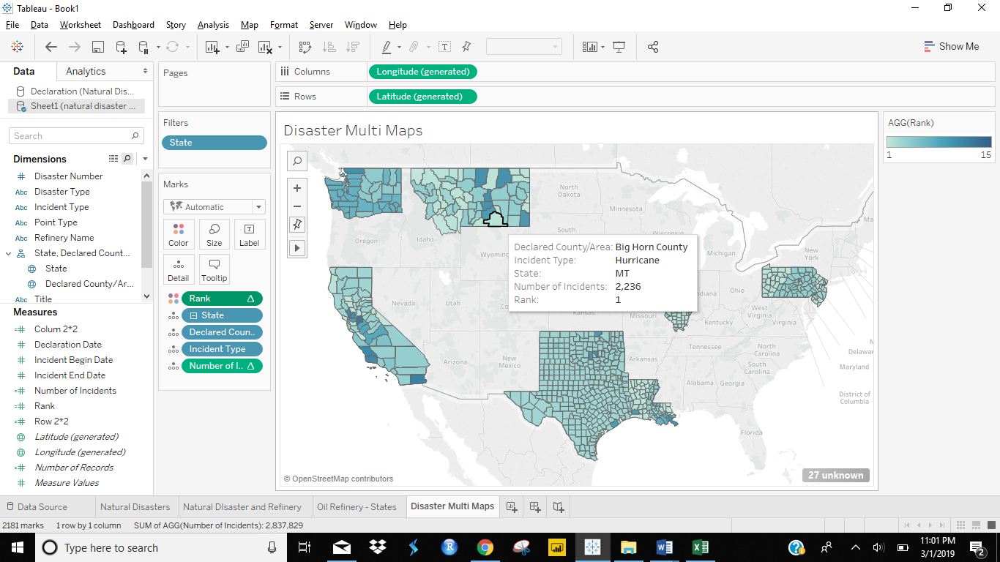 Tableau - Book1
File Data Worksheet Dashboard Story Analysis Map Format Server Window Help
Show Me
Data Analytics
Declaration (Natural Dis...
Sheet1 (natural disaster ...
Search
Dimensions
Disaster Number
Abc Disaster Type
Abc Incident Type
Abc Point Type
Abc Refinery Name
State, Declared Count...
State
Declared County/Ar...
Abc Title
Measures
Colum 2*2
Declaration Date
Incident Begin Date
Incident End Date
Number of Incidents
Rank
Row 2*2
Latitude (generated)
Longitude (generated)
Number of Records
Measure Values
Pages
Filters
State
Marks
Automatic
Color Size Label
Detail Tooltip
Rank
State
Declared Coun..
Incident Type
Number of I..
Columns Longitude (generated)
Rows Latitude (generated)
Disaster Multi Maps
North
Dakota
Minnesota
Oregon
Idaho
South
Wyoming
Wisconsin
Michigan
New
York
Declared County/Area: Big Horn County
Incident Type: Hurricane
State: MT
Number of Incidents: 2,236
Rank: 1
Nevada
Utah
Indiana
Ohio
Missouri
Kentucky
West
Virginia
Virginia
Arizona
New
Mexico
Arkansas
Tennessee
North
Carolina
South
Carolina
Alabama
Georgia
Florida
Delawar
Maryland
District of
Columbia
© OpenStreetMap contributors
27 unknown
AGG(Rank)
1 15
Data Source Natural Disasters Natural DIsaster and Refinery Oil Refinery - States Disaster Multi Maps
2181 marks 1 row by 1 column SUM of AGG(Number of Incidents): 2,837,829
Type here to search
11:01 PM
3/1/2019
2